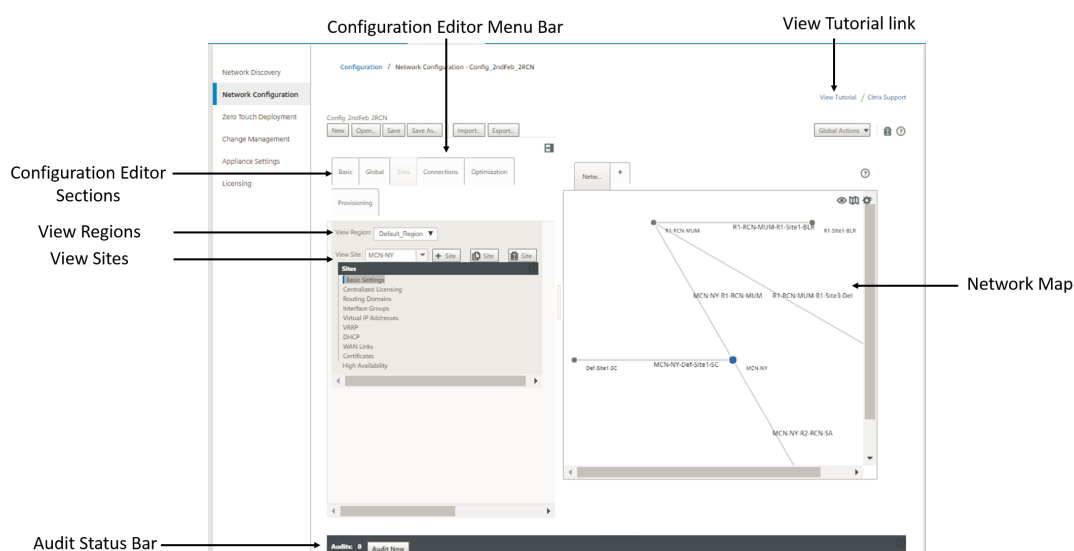 Configuration Editor Menu Bar
View Tutorial link
Network Discovery
Network Configuration
Zero Touch Deployment
Change Management
Appliance Settings
Licensing
Configuration / Network Configuration - Config_2ndFeb_2RCN
View Tutorial / Citrix Support
Config_2ndFeb_2RCN
New Open... Save Save As... Import... Export...
Global Actions
Configuration Editor
Sections
Basic Global Sites Connections Optimization
Provisioning
Netw... +
View Regions
View Region: Default_Region
View Sites
View Site: MCN-NY + Site Site Site
Sites
Basic Settings
Centralized Licensing
Routing Domains
Interface Groups
Virtual IP Addresses
VRRP
DHCP
WAN Links
Certificates
High Availability
R1-RCN-MUM
R1-RCN-MUM-R1-Site1-BLR
R1-Site1-BLR
Network Map
MCN-NY-R1-RCN-MUM
R1-RCN-MUM-R1-Site3-Del
Def-Site1-SC
MCN-NY-Def-Site1-SC
MCN-NY
MCN-NY-R2-RCN-SA
Audit Status Bar
Audits: 0 Audit Now